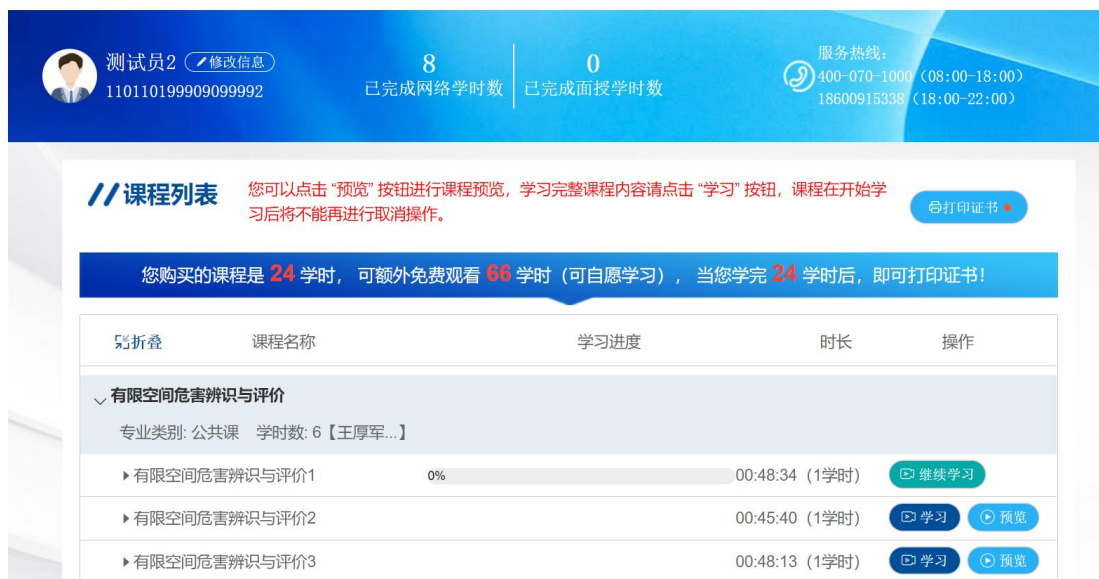 测试员2 修改信息
110110199909099992
8
已完成网络学时数
0
已完成面授学时数
服务热线:
400-070-1000 (08:00-18:00)
18600915338 (18:00-22:00)
课程列表
您可以点击 “预览” 按钮进行课程预览，学习完整课程内容请点击 “学习” 按钮，课程在开始学
习后将不能再进行取消操作。
打印证书
您购买的课程是 24 学时， 可额外免费观看 66 学时（可自愿学习）， 当您学完 24 学时后，即可打印证书！
折叠 课程名称 学习进度 时长 操作
有限空间危害辨识与评价
专业类别: 公共课 学时数: 6【王厚军...】
有限空间危害辨识与评价1 0% 00:48:34 (1学时) 继续学习
有限空间危害辨识与评价2 00:45:40 (1学时) 学习 预览
有限空间危害辨识与评价3 00:48:13 (1学时) 学习 预览